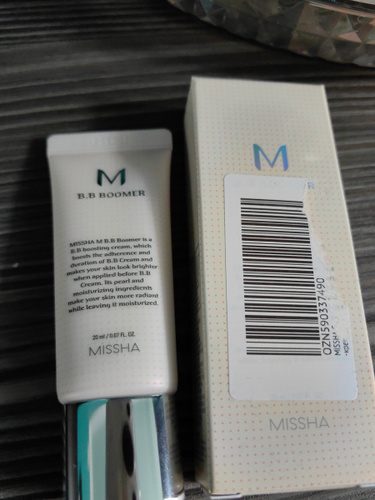 M
B.B BOOMER
MISSHA M B.B Boomer is a
B.B boosting cream, which
boosts the adherence and
duration of B.B Cream and
makes your skin look brighter
when applied before B.B
Cream. Its pearl and
moisturizing ingredients
make your skin more radiant
while leaving it moisturized.
20 ml / 0.67 FL. OZ.
MISSHA
M
R
OZN590337490
MISSHA
MISSHA